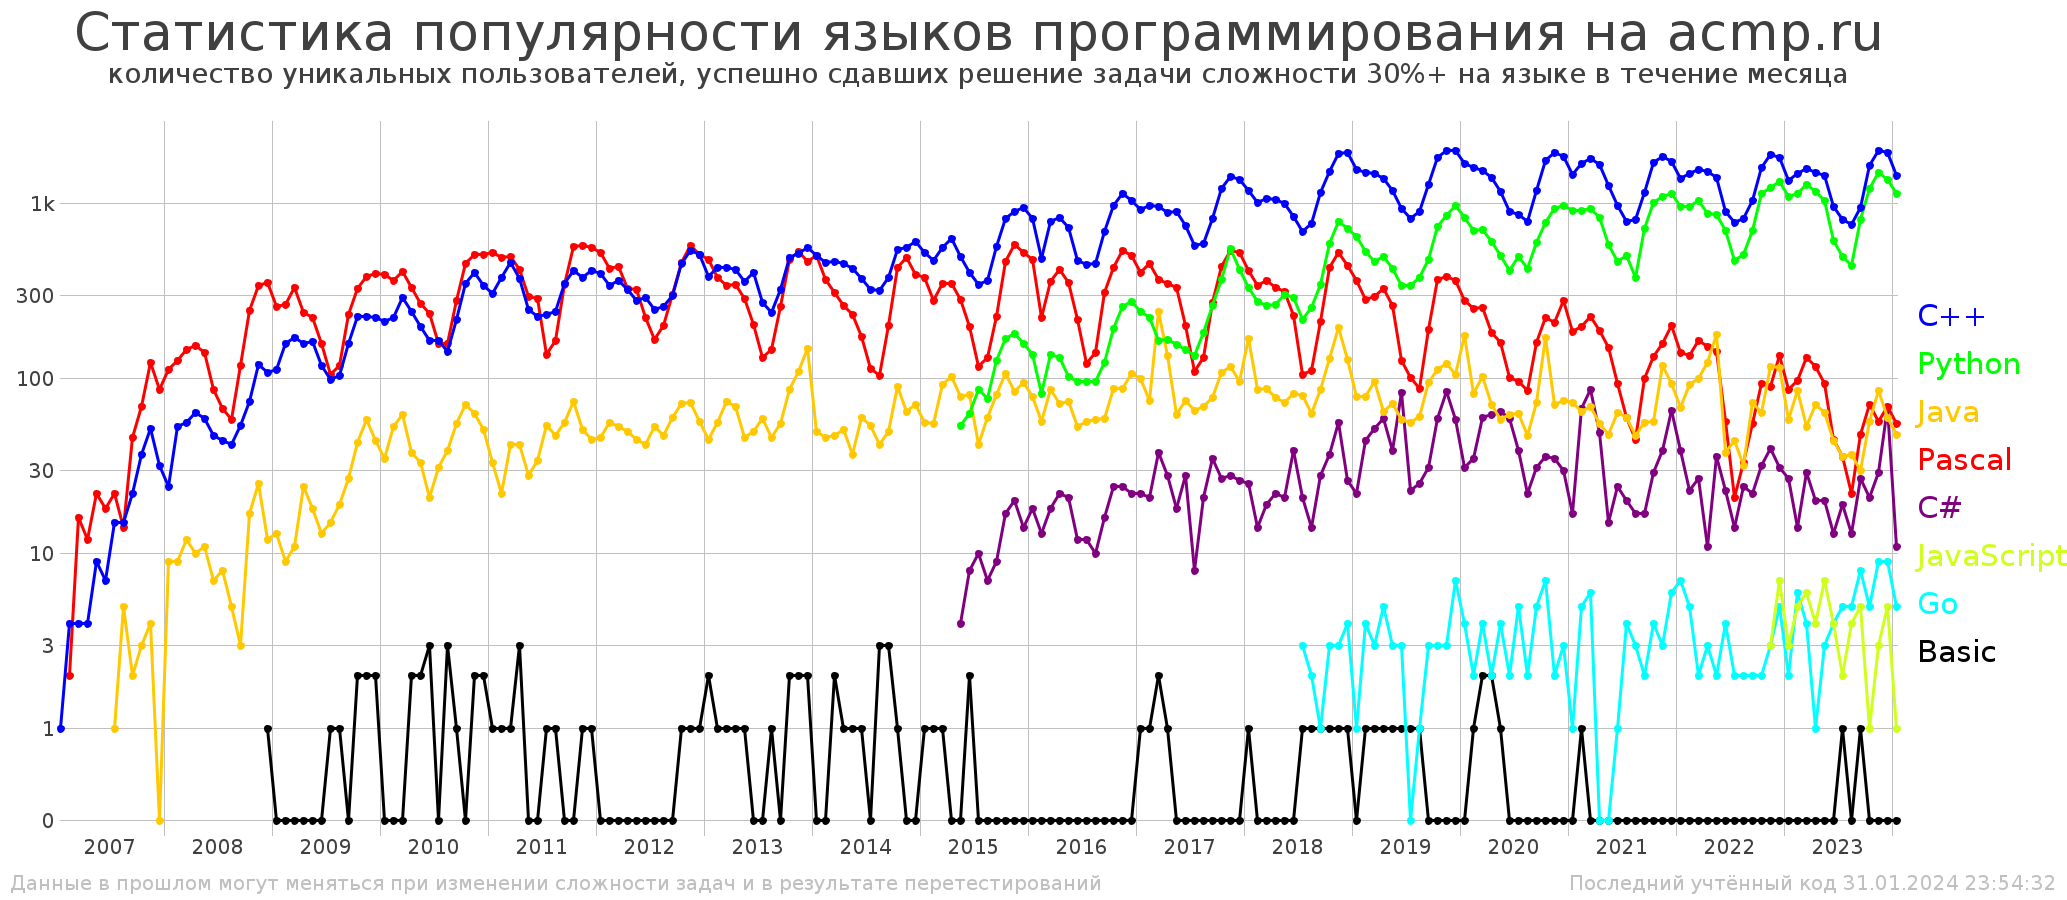 Статистика популярности языков программирования на acmp.ru
количество уникальных пользователей, успешно сдавших решение задачи сложности 30%+ на языке в течение месяца
1k
300
100
30
10
3
1
0
C++
Python
Java
Pascal
C#
JavaScript
Go
Basic
2007 2008 2009 2010 2011 2012 2013 2014 2015 2016 2017 2018 2019 2020 2021 2022 2023
Данные в прошлом могут меняться при изменении сложности задач и в результате перетестирований
Последний учтённый код 31.01.2024 23:54:32